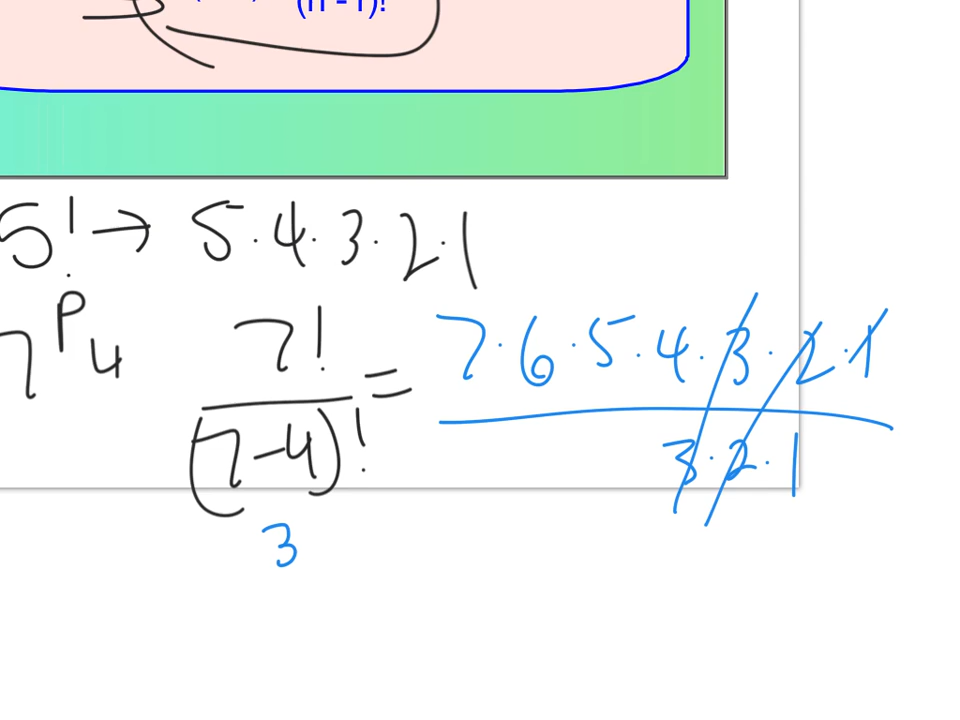 (n - 1)!
5! → 5.4.3.2.1
7P4 7!/(7-4)! = 7.6.5.4.3.2.1/3.2.1
3